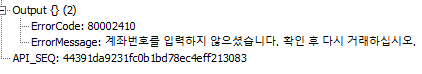 Output {} (2)
ErrorCode: 80002410
ErrorMessage: 계좌번호를 입력하지 않으셨습니다. 확인 후 다시 거래하십시오.
API_SEQ: 44391da9231fc0b1bd78ec4eff213083